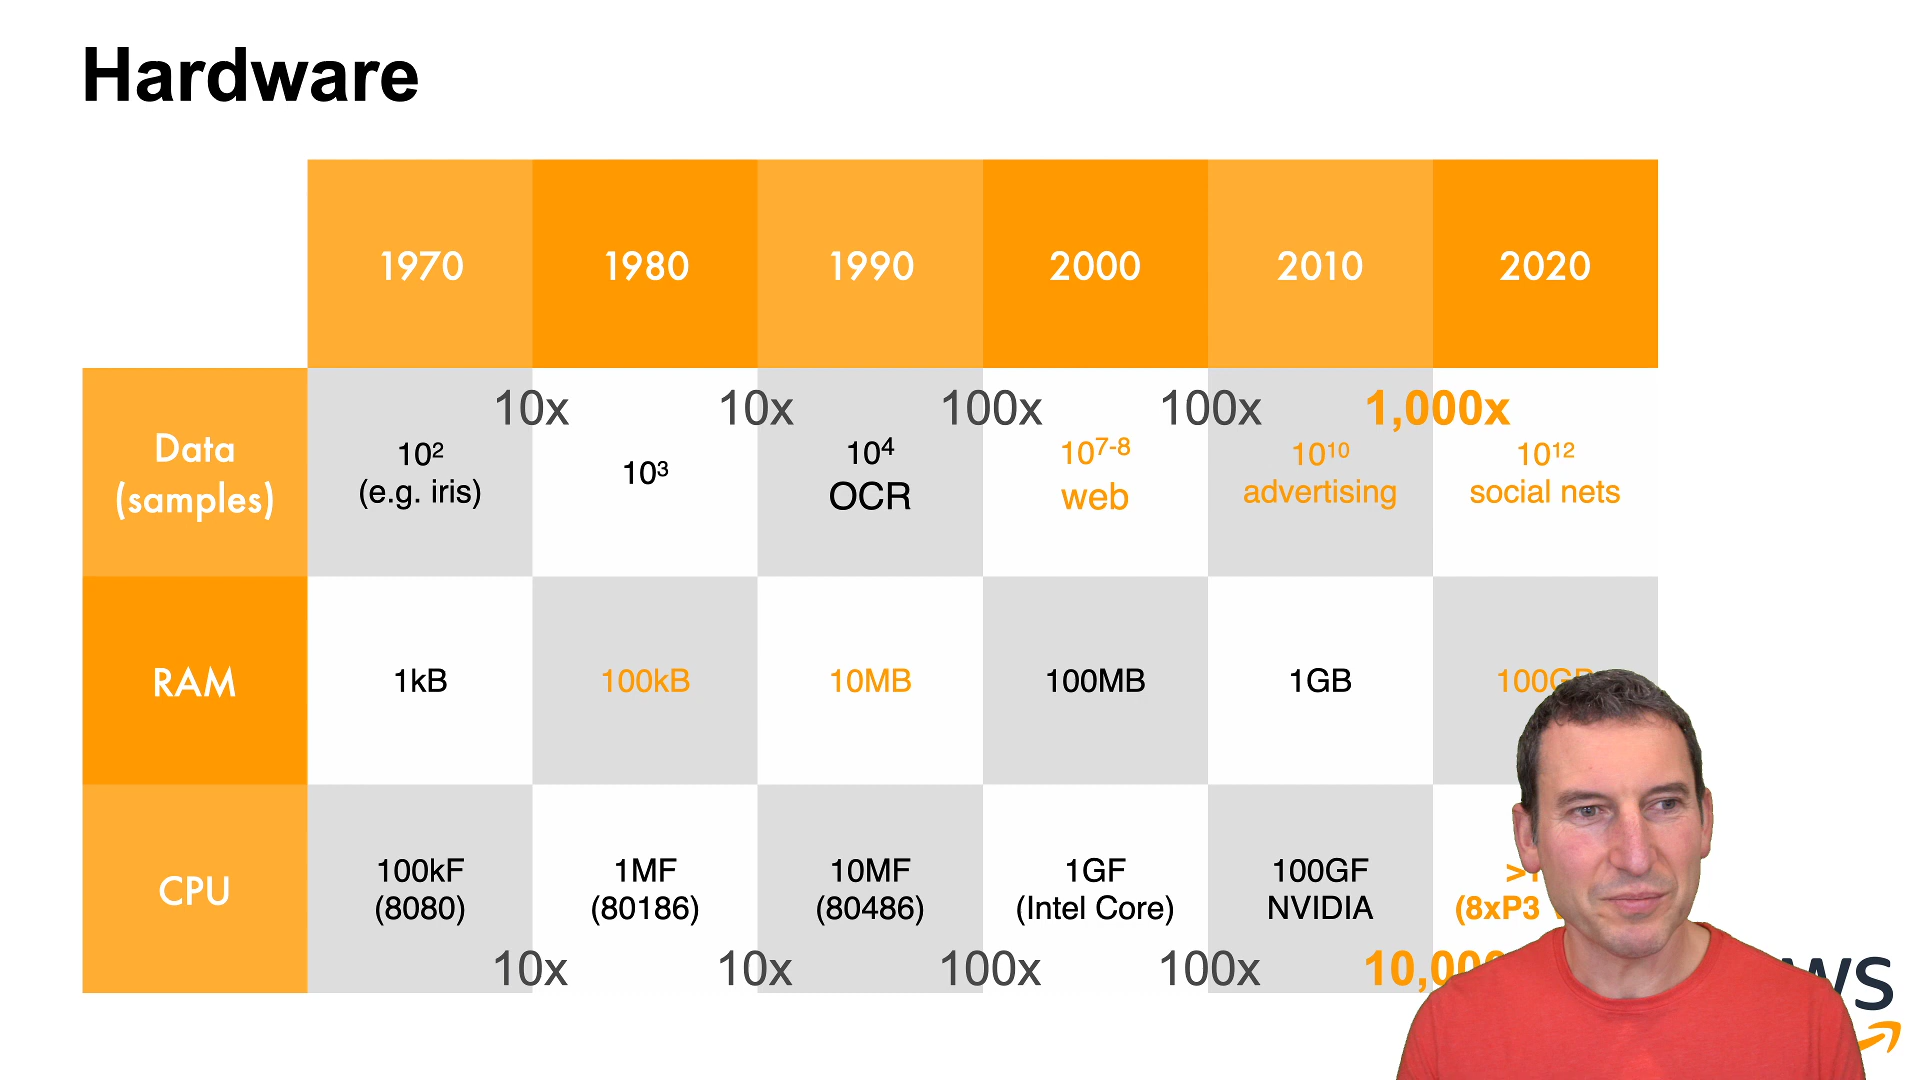 Hardware
1970 1980 1990 2000 2010 2020
10x 10x 100x 100x 1,000x
Data
(samples)
10²
(e.g. iris)
10³
10⁴
OCR
10⁷⁻⁸
web
10¹⁰
advertising
10¹²
social nets
RAM 1kB 100kB 10MB 100MB 1GB
CPU
100kF
(8080)
1MF
(80186)
10MF
(80486)
1GF
(Intel Core)
100GF
NVIDIA
(8xP3
10x 10x 100x 100x